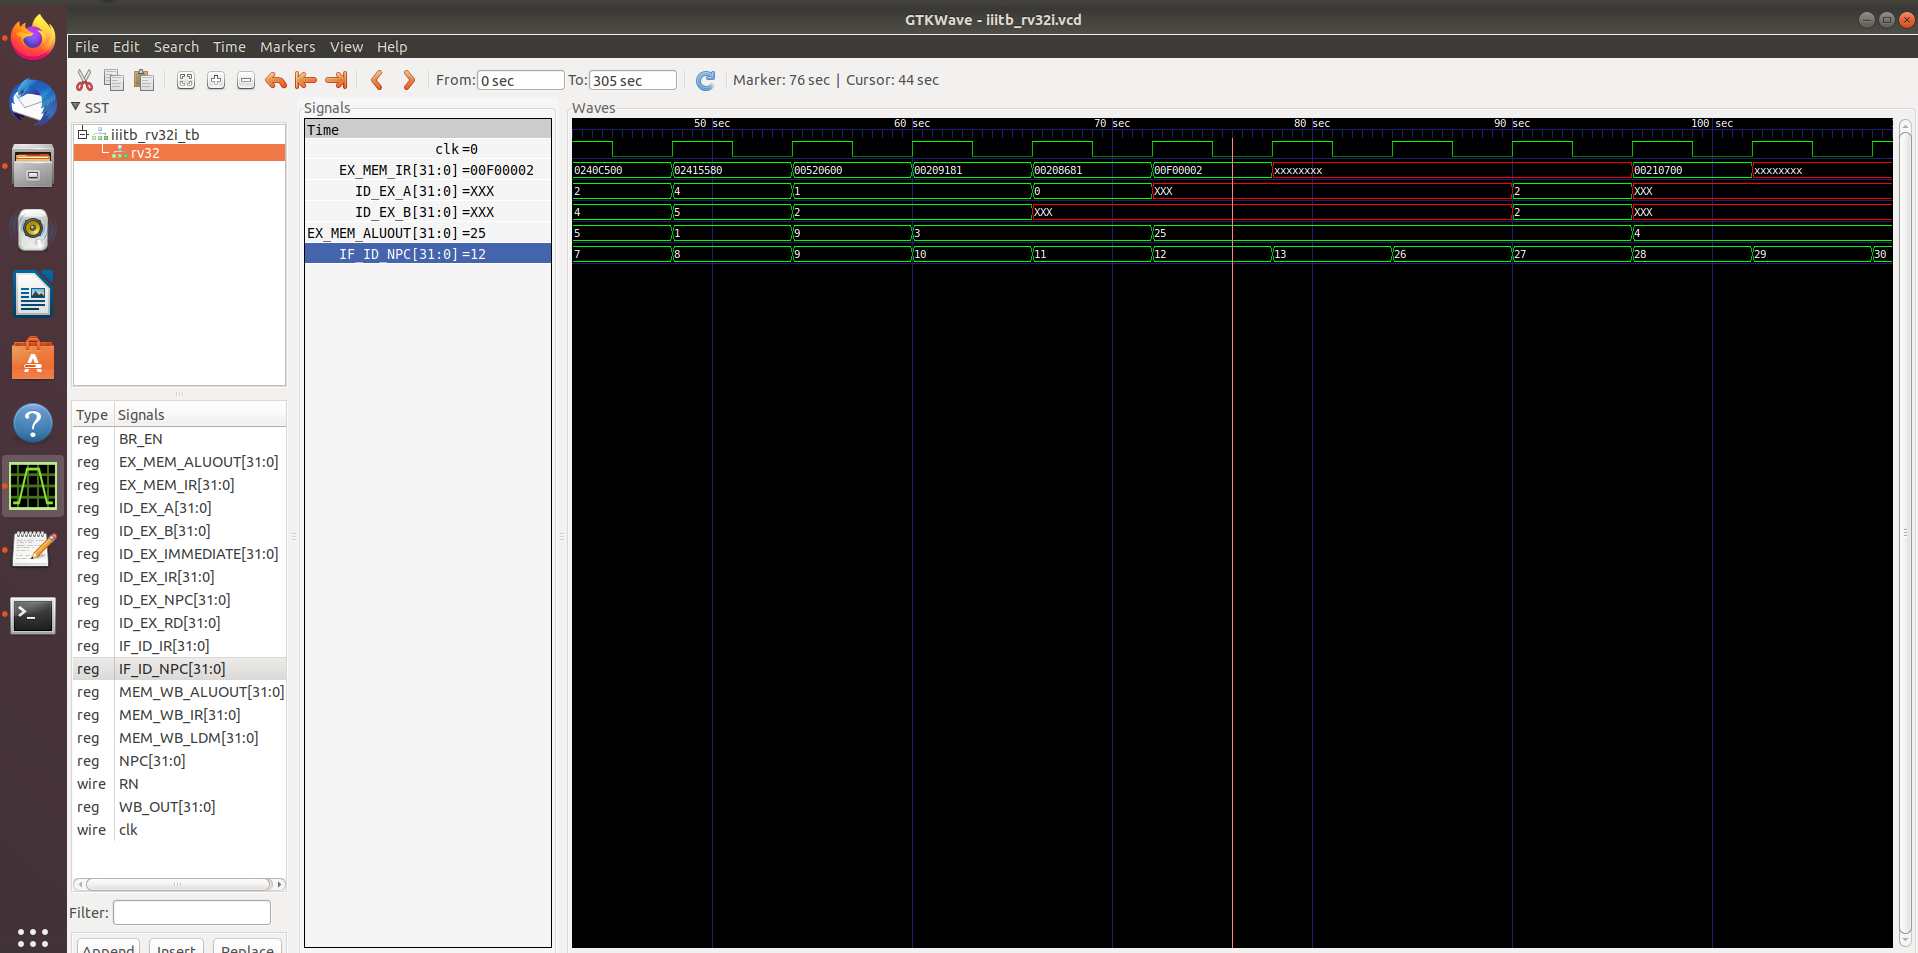 GTKWave - iiitb_rv32i.vcd
File Edit Search Time Markers View Help
From: 0 sec To: 305 sec Marker: 76 sec | Cursor: 44 sec
SST
iiitb_rv32i_tb
rv32
Type Signals
reg BR_EN
reg EX_MEM_ALUOUT[31:0]
reg EX_MEM_IR[31:0]
reg ID_EX_A[31:0]
reg ID_EX_B[31:0]
reg ID_EX_IMMEDIATE[31:0]
reg ID_EX_IR[31:0]
reg ID_EX_NPC[31:0]
reg ID_EX_RD[31:0]
reg IF_ID_IR[31:0]
reg IF_ID_NPC[31:0]
reg MEM_WB_ALUOUT[31:0]
reg MEM_WB_IR[31:0]
reg MEM_WB_LDM[31:0]
reg NPC[31:0]
wire RN
reg WB_OUT[31:0]
wire clk
Filter:
Append Insert Replace
Signals
Time
clk =0
EX_MEM_IR[31:0] =00F00002
ID_EX_A[31:0] =XXX
ID_EX_B[31:0] =XXX
EX_MEM_ALUOUT[31:0] =25
IF_ID_NPC[31:0] =12
Waves
50 sec 60 sec 70 sec 80 sec 90 sec 100 sec
0240C500 02415580 00520600 00209181 00208681 00F00002 xxxxxxxx 00210700 xxxxxxxx
2 4 1 0 XXX 2 XXX
4 5 2 XXX 2 XXX
5 1 9 3 25 4
7 8 9 10 11 12 13 26 27 28 29 30